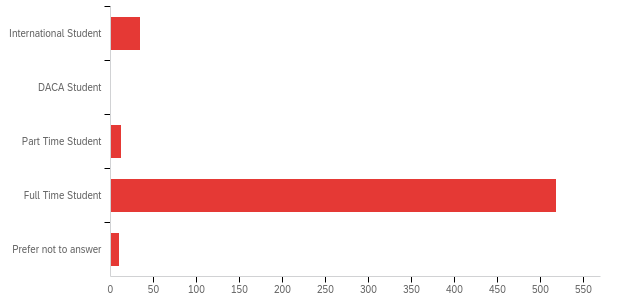 International Student
DACA Student
Part Time Student
Full Time Student
Prefer not to answer
0 50 100 150 200 250 300 350 400 450 500 550